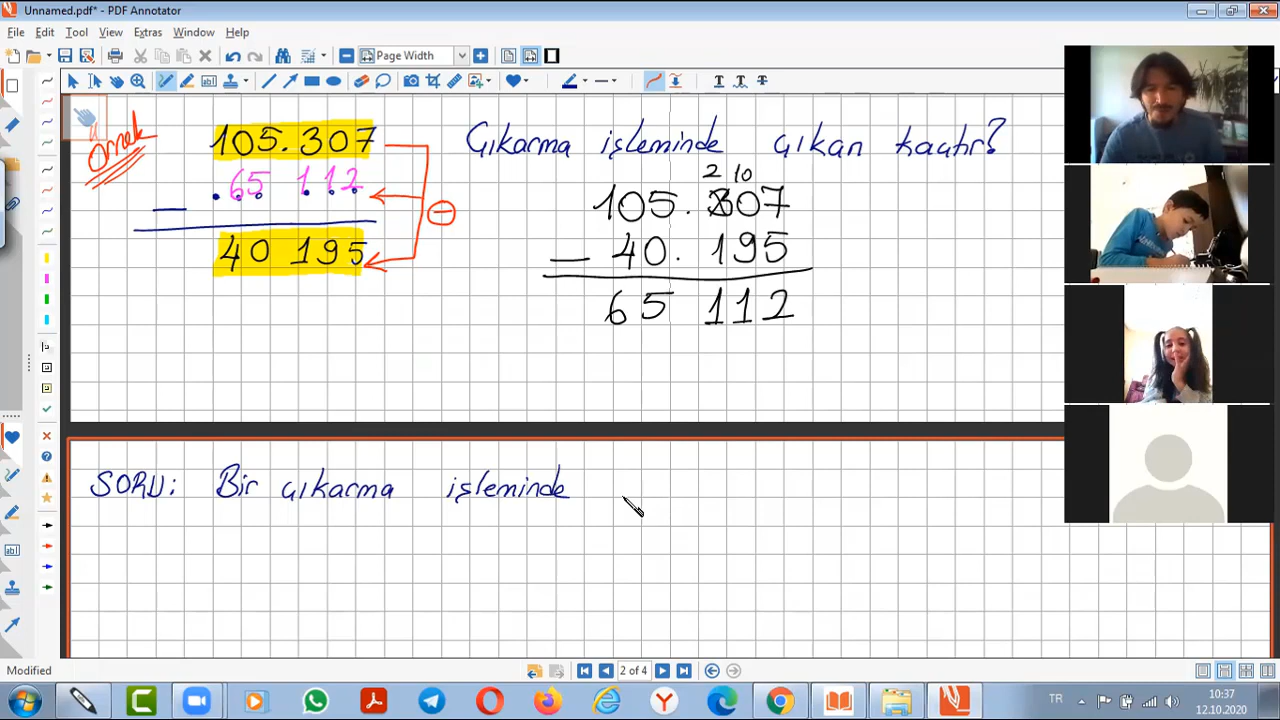 Unnamed.pdf* - PDF Annotator
File Edit Tool View Extras Window Help
Page Width
Örnek
105.307
65 112
40 195
Çıkarma işleminde çıkan kaçtır?
2 10
105.307
40.195
65 112
SORU: Bir çıkarma işleminde
Modified
2 of 4
TR
10:37
12.10.2020